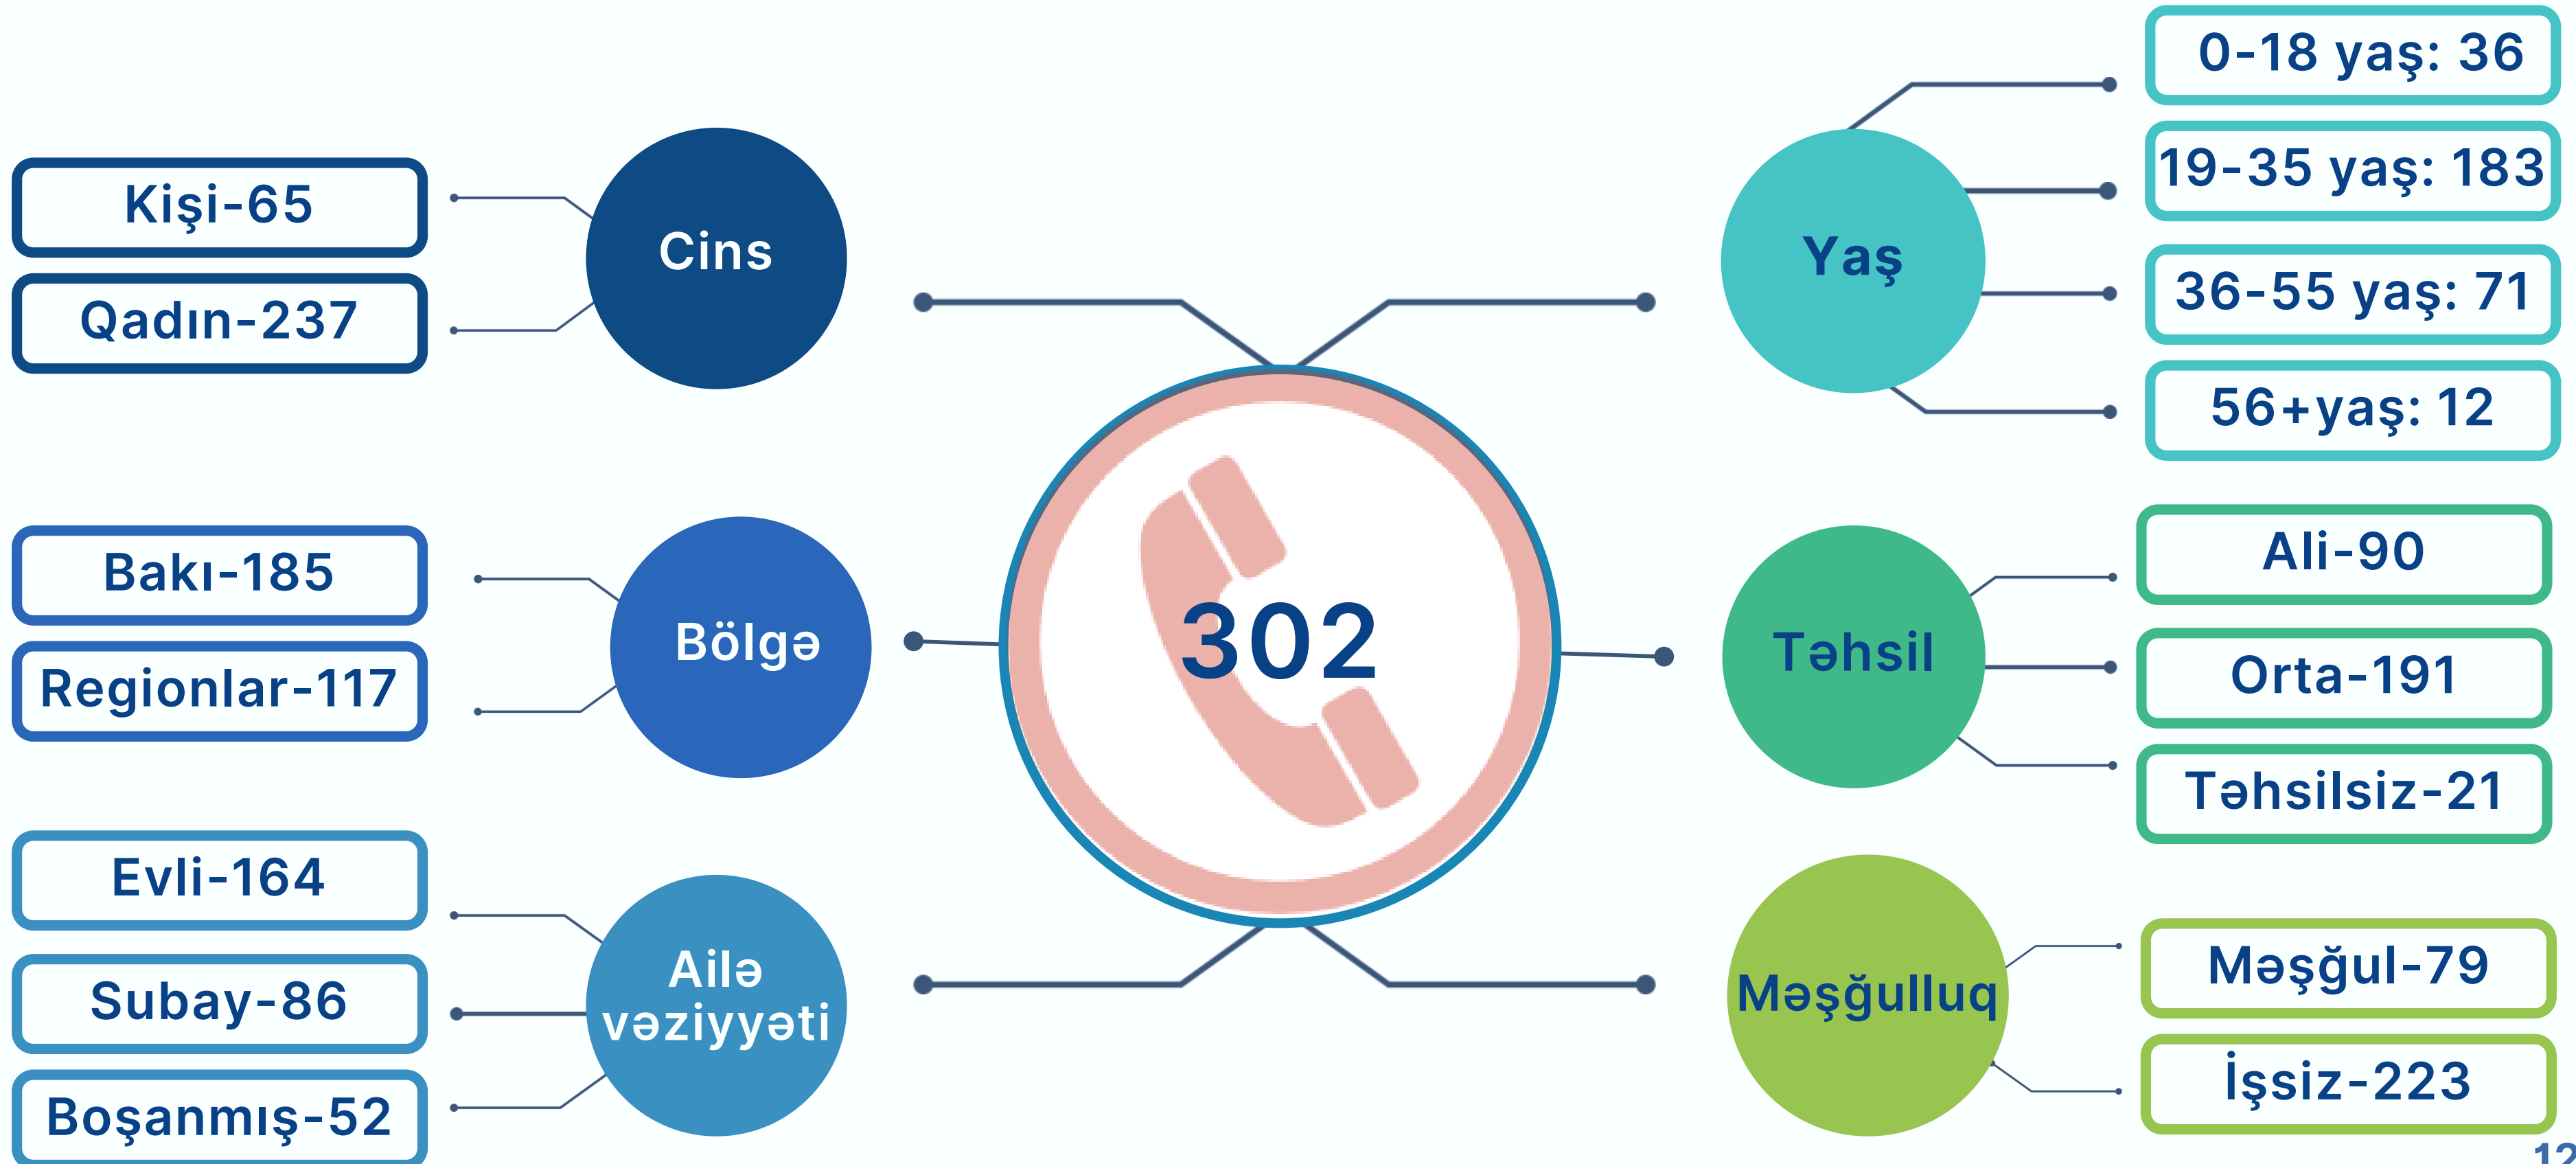 Cins
Kişi-65
Qadın-237
Bölgə
Bakı-185
Regionlar-117
Ailə
vəziyyəti
Evli-164
Subay-86
Boşanmış-52
302
Yaş
0-18 yaş: 36
19-35 yaş: 183
36-55 yaş: 71
56+yaş: 12
Təhsil
Ali-90
Orta-191
Təhsilsiz-21
Məşğulluq
Məşğul-79
İşsiz-223
12